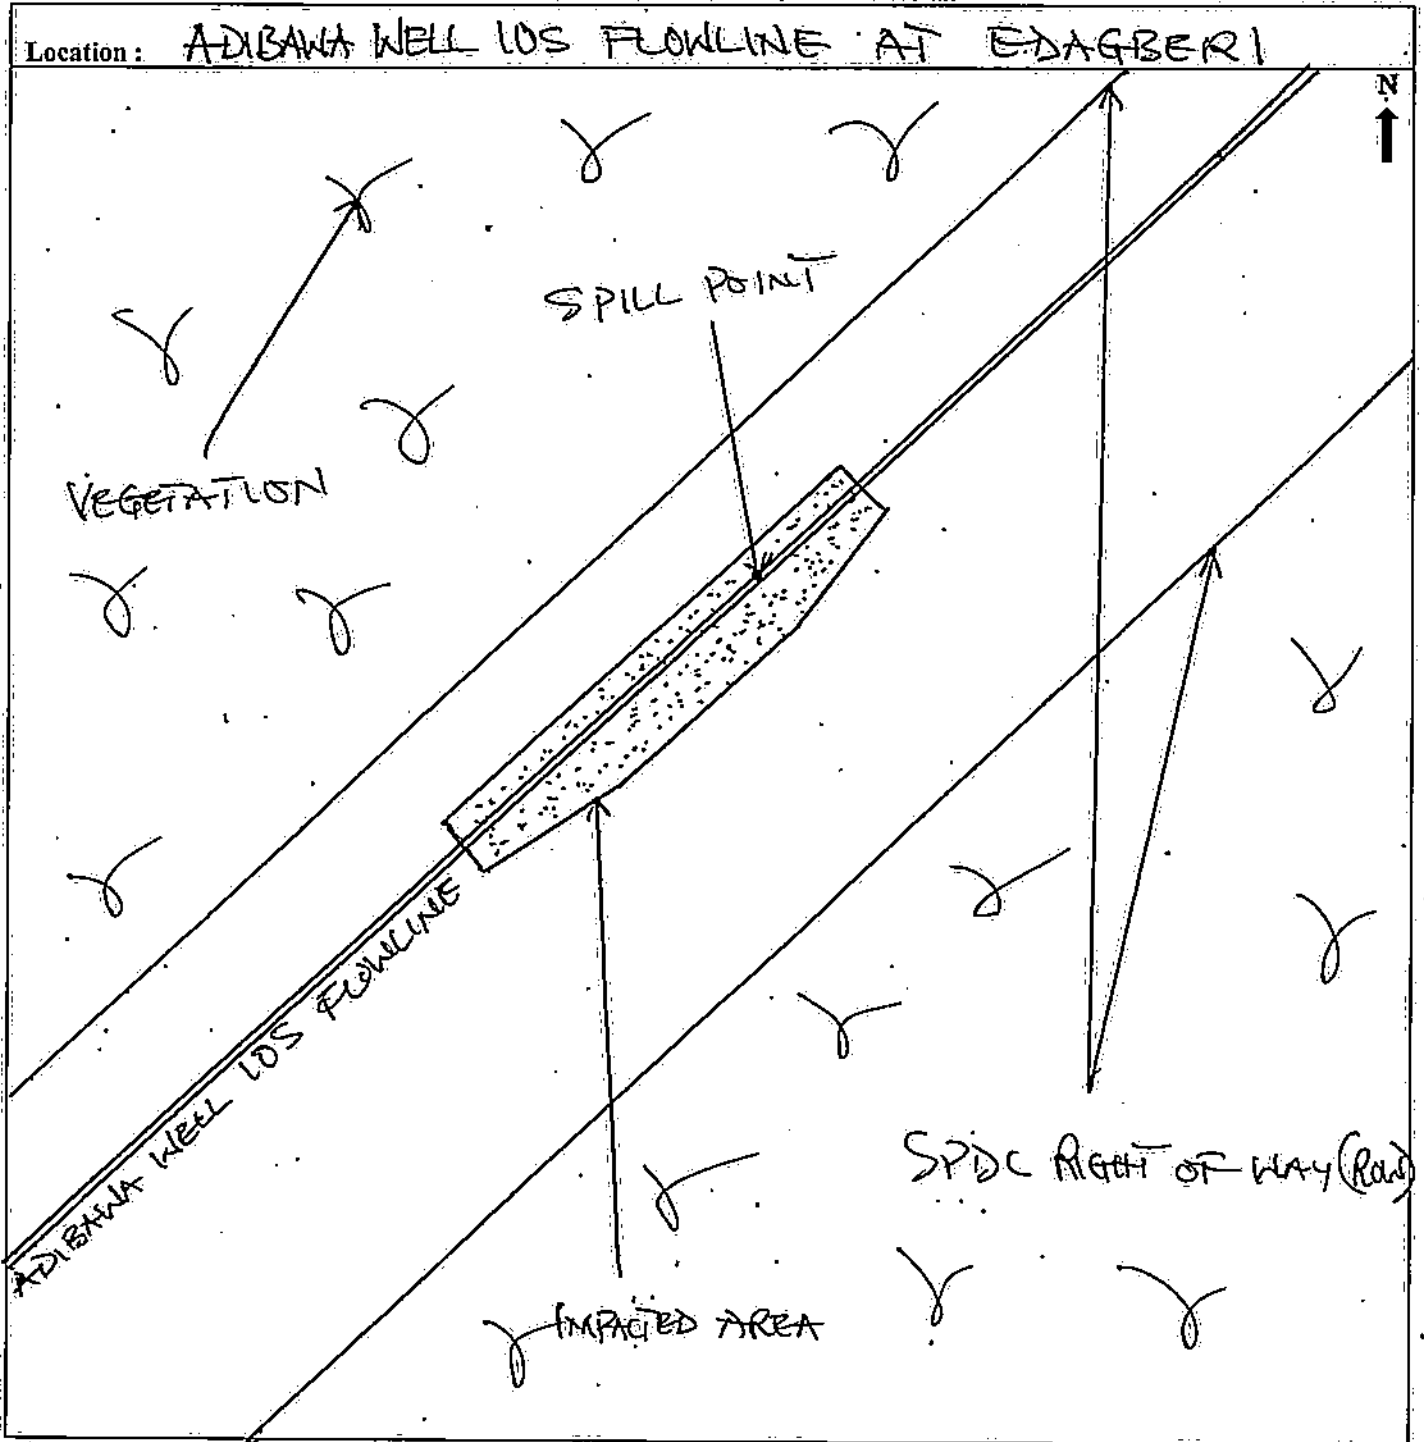 Location : ADIBAWA WELL 10S FLOWLINE AT EDAGBERI
N
SPILL POINT
VEGETATION
ADIBAWA WELL 10S FLOWLINE
SPDC RIGHT OF WAY (ROW)
IMPACTED AREA